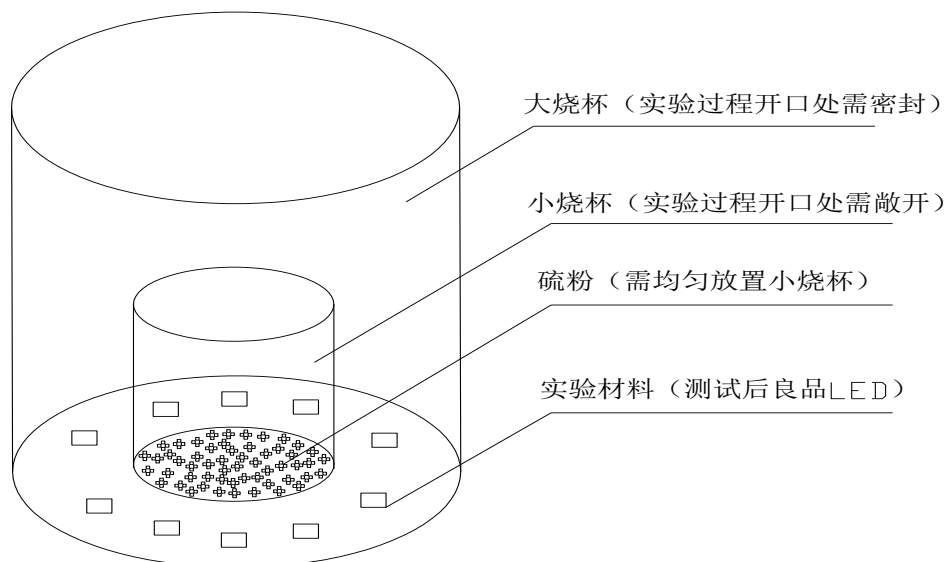 大烧杯（实验过程开口处需密封）
小烧杯（实验过程开口处需敞开）
硫粉（需均匀放置小烧杯）
实验材料（测试后良品LED）